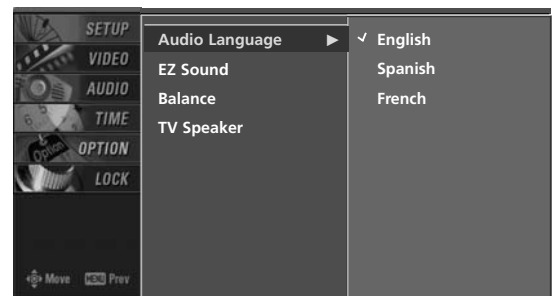 SETUP
VIDEO
AUDIO
TIME
OPTION
LOCK
Move MENU Prev
Audio Language ▶
EZ Sound
Balance
TV Speaker
✓ English
Spanish
French